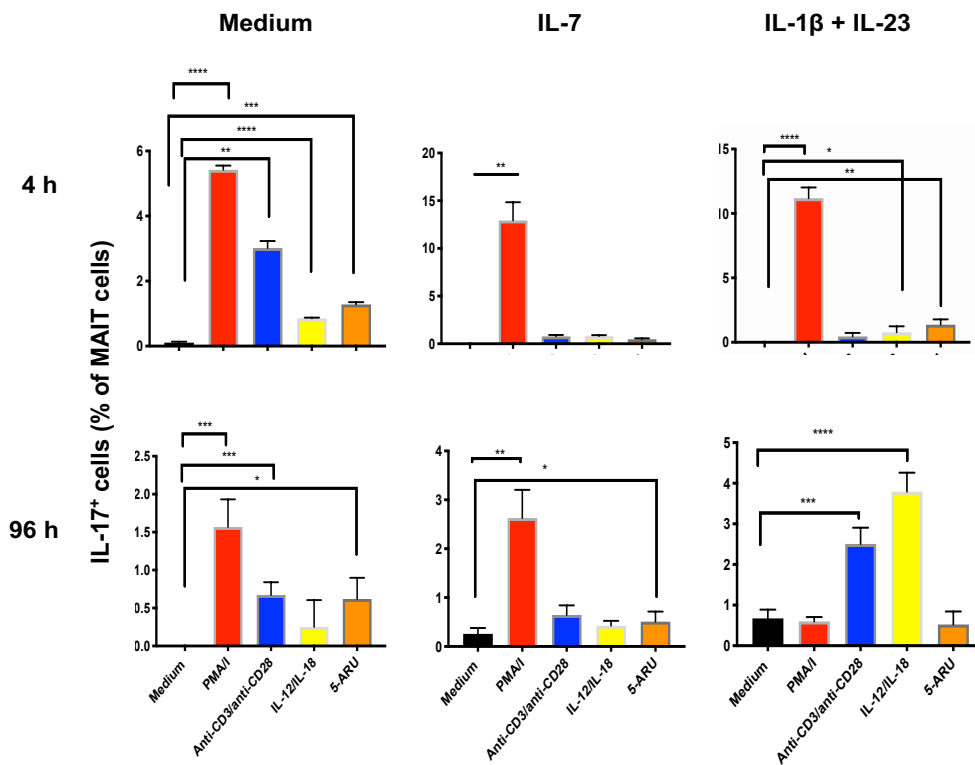 Medium
IL-7
IL-1β + IL-23
4 h
96 h
IL-17+ cells (% of MAIT cells)
****
***
****
**
6
4
2
0
**
20
15
10
5
0
****
*
**
15
10
5
0
***
***
*
2.5
2.0
1.5
1.0
0.5
0.0
Medium
PMA/I
Anti-CD3/anti-CD28
IL-12/IL-18
5-ARU
**
*
4
3
2
1
0
Medium
PMA/I
Anti-CD3/anti-CD28
IL-12/IL-18
5-ARU
****
***
5
4
3
2
1
0
Medium
PMA/I
Anti-CD3/anti-CD28
IL-12/IL-18
5-ARU